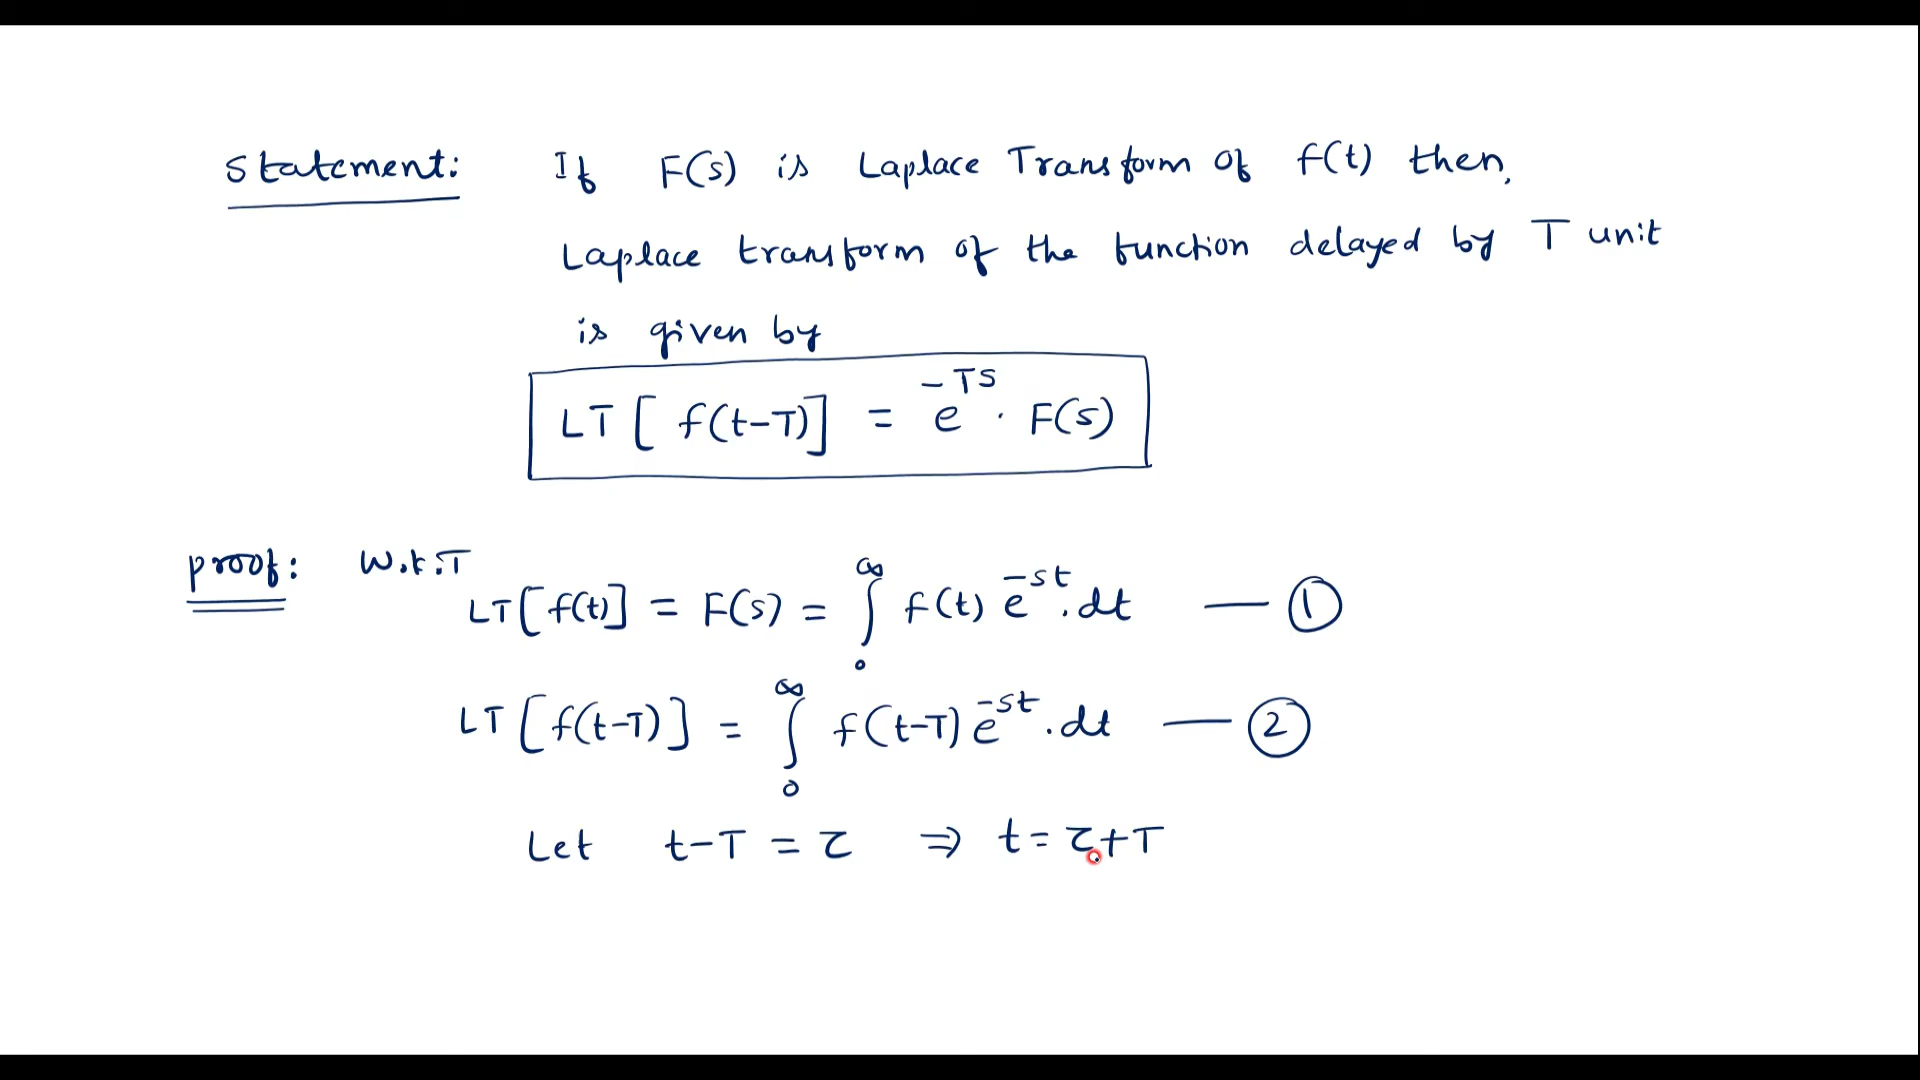 Statement: If F(s) is Laplace Transform of f(t) then,
Laplace transform of the function delayed by T unit
is given by
LT [ f(t-T)] = e^{-Ts} . F(s)
proof: W.k.T
LT[f(t)] = F(s) = ∫_0^∞ f(t) e^{-st}. dt — ①
LT [f(t-T)] = ∫_0^∞ f(t-T) e^{-st}. dt — ②
Let t-T = τ ⇒ t = τ+T